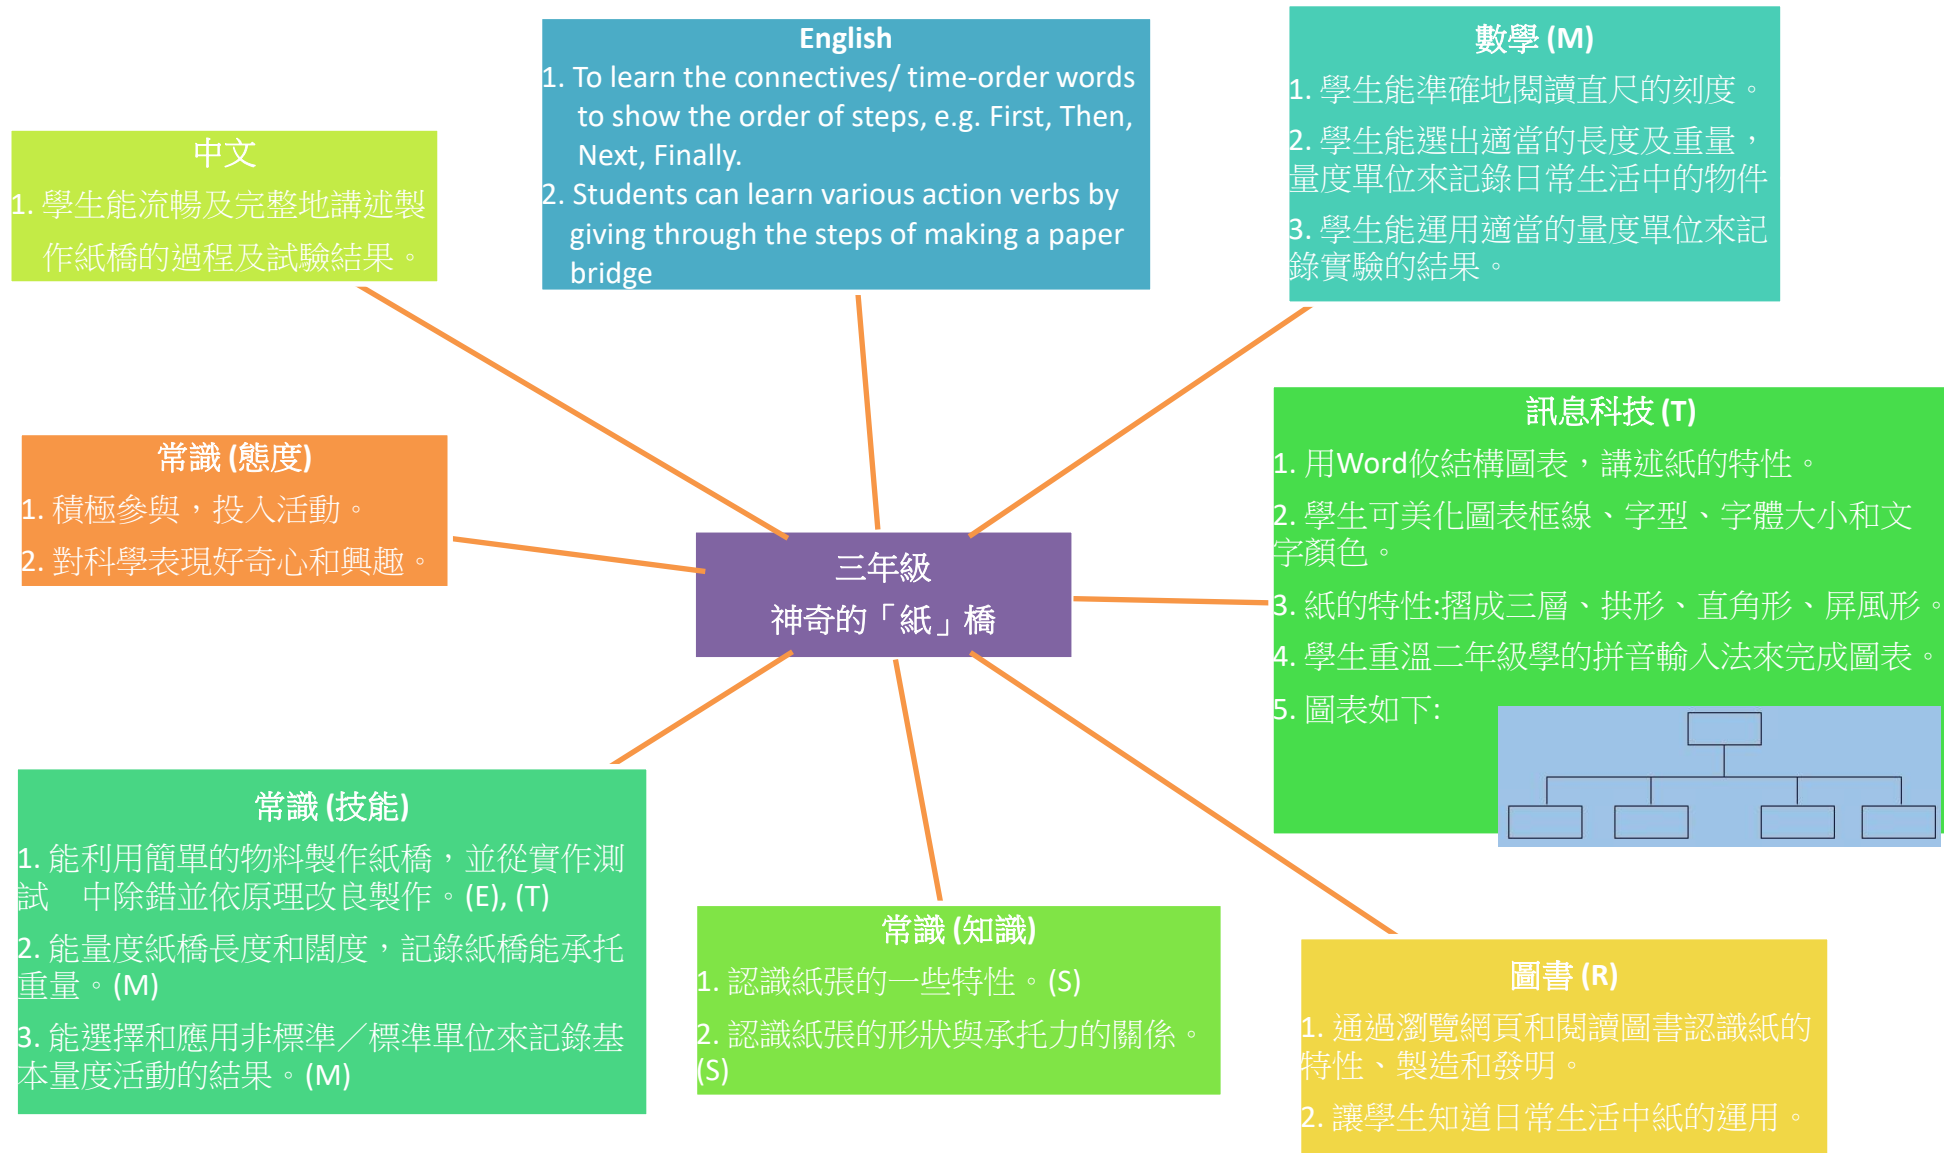 English
1. To learn the connectives/ time-order words
to show the order of steps, e.g. First, Then,
Next, Finally.
2. Students can learn various action verbs by
giving through the steps of making a paper
bridge
數學 (M)
1. 學生能準確地閱讀直尺的刻度。
2. 學生能選出適當的長度及重量，
量度單位來記錄日常生活中的物件
3. 學生能運用適當的量度單位來記
錄實驗的結果。
中文
1. 學生能流暢及完整地講述製
作紙橋的過程及試驗結果。
訊息科技 (T)
1. 用Word攸結構圖表，講述紙的特性。
2. 學生可美化圖表框線、字型、字體大小和文
字顏色。
3. 紙的特性:摺成三層、拱形、直角形、屏風形。
4. 學生重溫二年級學的拼音輸入法來完成圖表。
5. 圖表如下:
常識 (態度)
1. 積極參與，投入活動。
2. 對科學表現好奇心和興趣。
三年級
神奇的「紙」橋
常識 (技能)
1. 能利用簡單的物料製作紙橋，並從實作測
試　中除錯並依原理改良製作。(E), (T)
2. 能量度紙橋長度和闊度，記錄紙橋能承托
重量。(M)
3. 能選擇和應用非標準／標準單位來記錄基
本量度活動的結果。(M)
常識 (知識)
1. 認識紙張的一些特性。(S)
2. 認識紙張的形狀與承托力的關係。
(S)
圖書 (R)
1. 通過瀏覽網頁和閱讀圖書認識紙的
特性、製造和發明。
2. 讓學生知道日常生活中紙的運用。